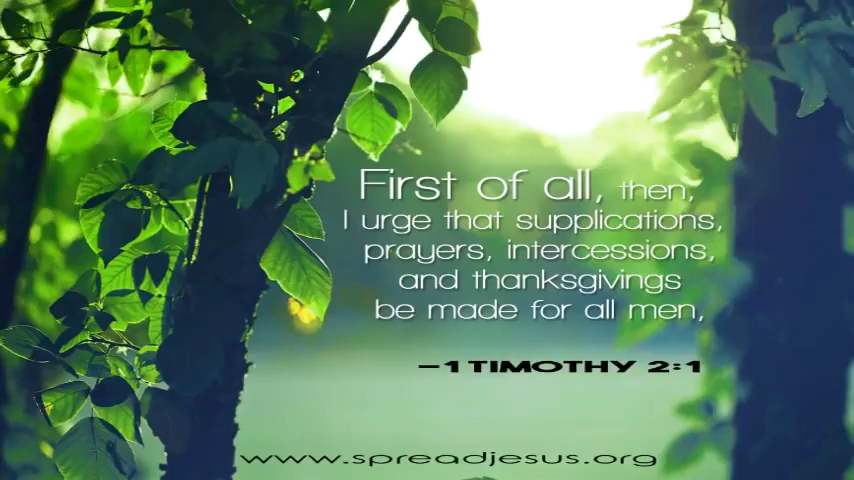 First of all, then,
I urge that supplications,
prayers, intercessions,
and thanksgivings
be made for all men,
–1 TIMOTHY 2:1
www.spreadjesus.org